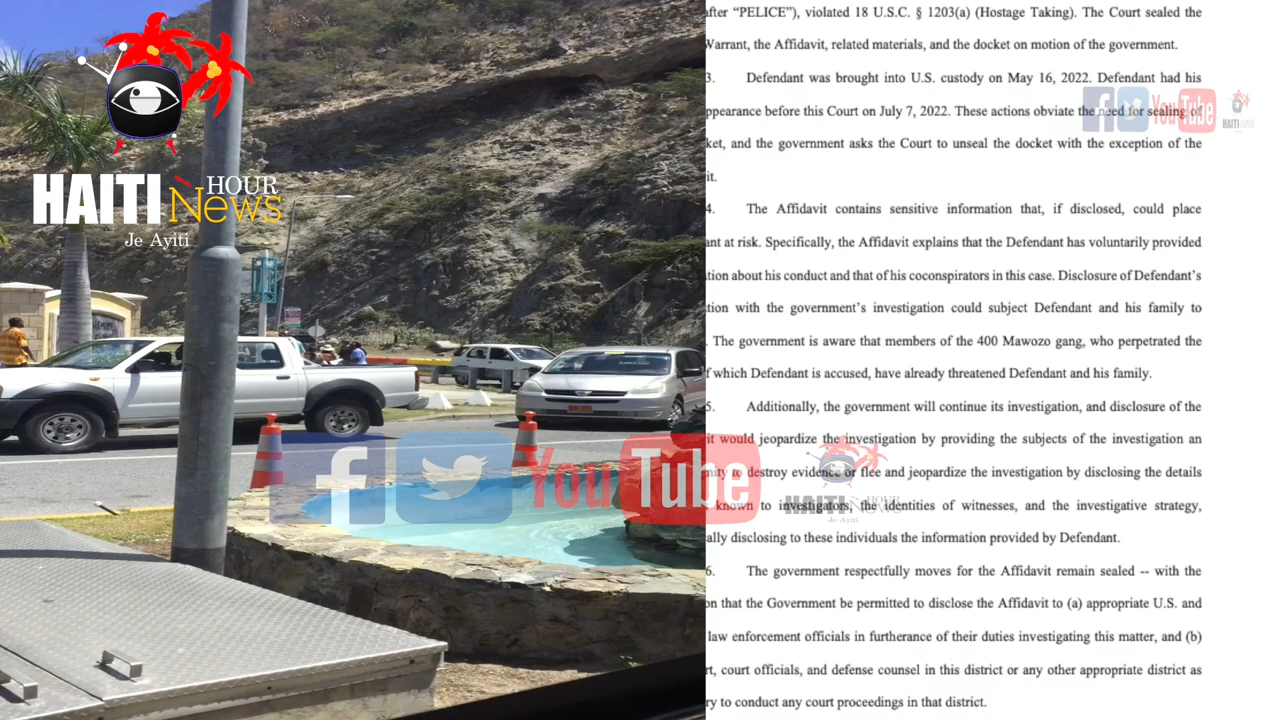 HAITI HOUR
News
Je Ayiti
YouTube
HAITI HOUR
NEWS
Je Ayiti
YouTube
HAITI
NEWS
"PELICE"), violated 18 U.S.C. § 1203(a) (Hostage Taking). The Court sealed the
the Affidavit, related materials, and the docket on motion of the government.
3. Defendant was brought into U.S. custody on May 16, 2022. Defendant had his
before this Court on July 7, 2022. These actions obviate the need for sealing of
and the government asks the Court to unseal the docket with the exception of the
4. The Affidavit contains sensitive information that, if disclosed, could place
at risk. Specifically, the Affidavit explains that the Defendant has voluntarily provided
about his conduct and that of his coconspirators in this case. Disclosure of Defendant's
with the government's investigation could subject Defendant and his family to
. The government is aware that members of the 400 Mawozo gang, who perpetrated the
which Defendant is accused, have already threatened Defendant and his family.
5. Additionally, the government will continue its investigation, and disclosure of the
would jeopardize the investigation by providing the subjects of the investigation an
to destroy evidence or flee and jeopardize the investigation by disclosing the details
known to investigators, the identities of witnesses, and the investigative strategy,
disclosing to these individuals the information provided by Defendant.
6. The government respectfully moves for the Affidavit remain sealed -- with the
that the Government be permitted to disclose the Affidavit to (a) appropriate U.S. and
law enforcement officials in furtherance of their duties investigating this matter, and (b)
court officials, and defense counsel in this district or any other appropriate district as
to conduct any court proceedings in that district.